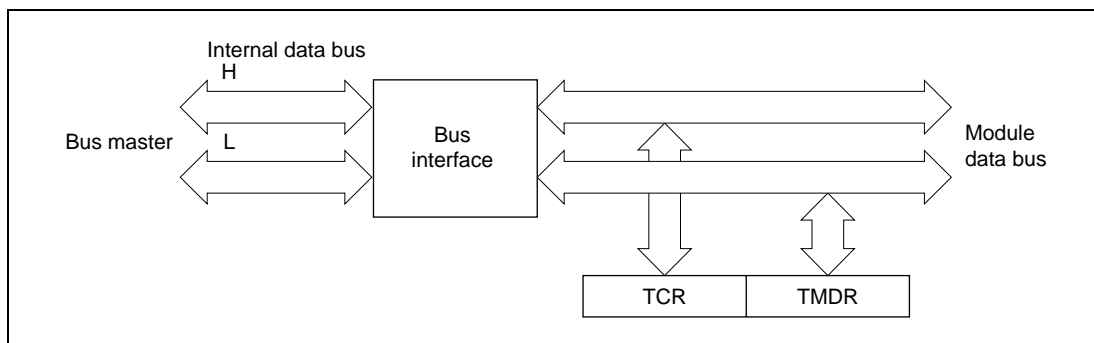 Internal data bus
H
Bus master
L
Bus
interface
Module
data bus
TCR
TMDR